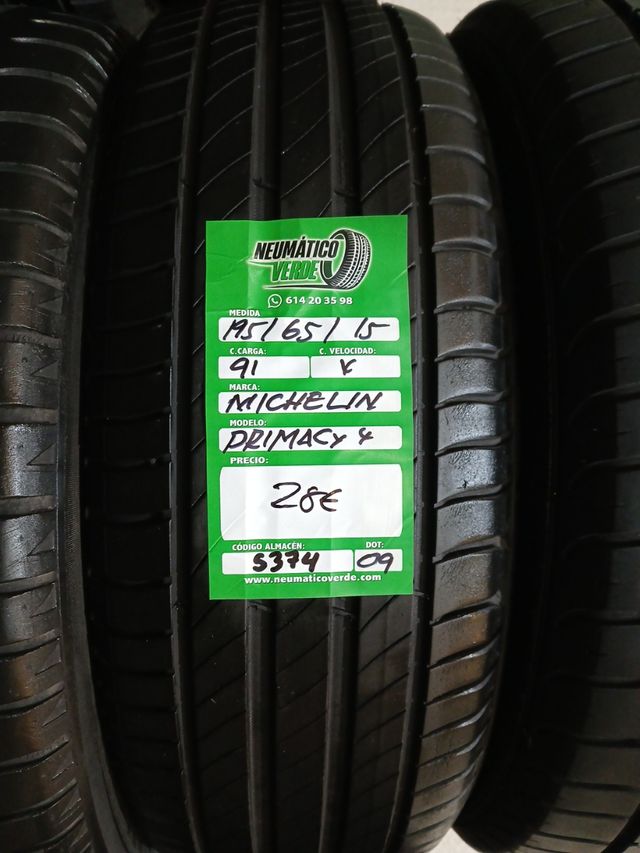 NEUMÁTICO
VERDE
614 20 35 98
MEDIDA
195/65/15
C.CARGA: C. VELOCIDAD:
91 V
MARCA:
MICHELIN
MODELO:
PRIMACY 4
PRECIO:
28€
CÓDIGO ALMACÉN: DOT:
5374 09
www.neumaticoverde.com